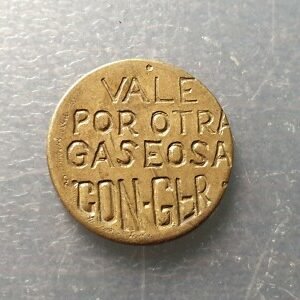 VALE
POR OTRA
GASEOSA
CON-GER